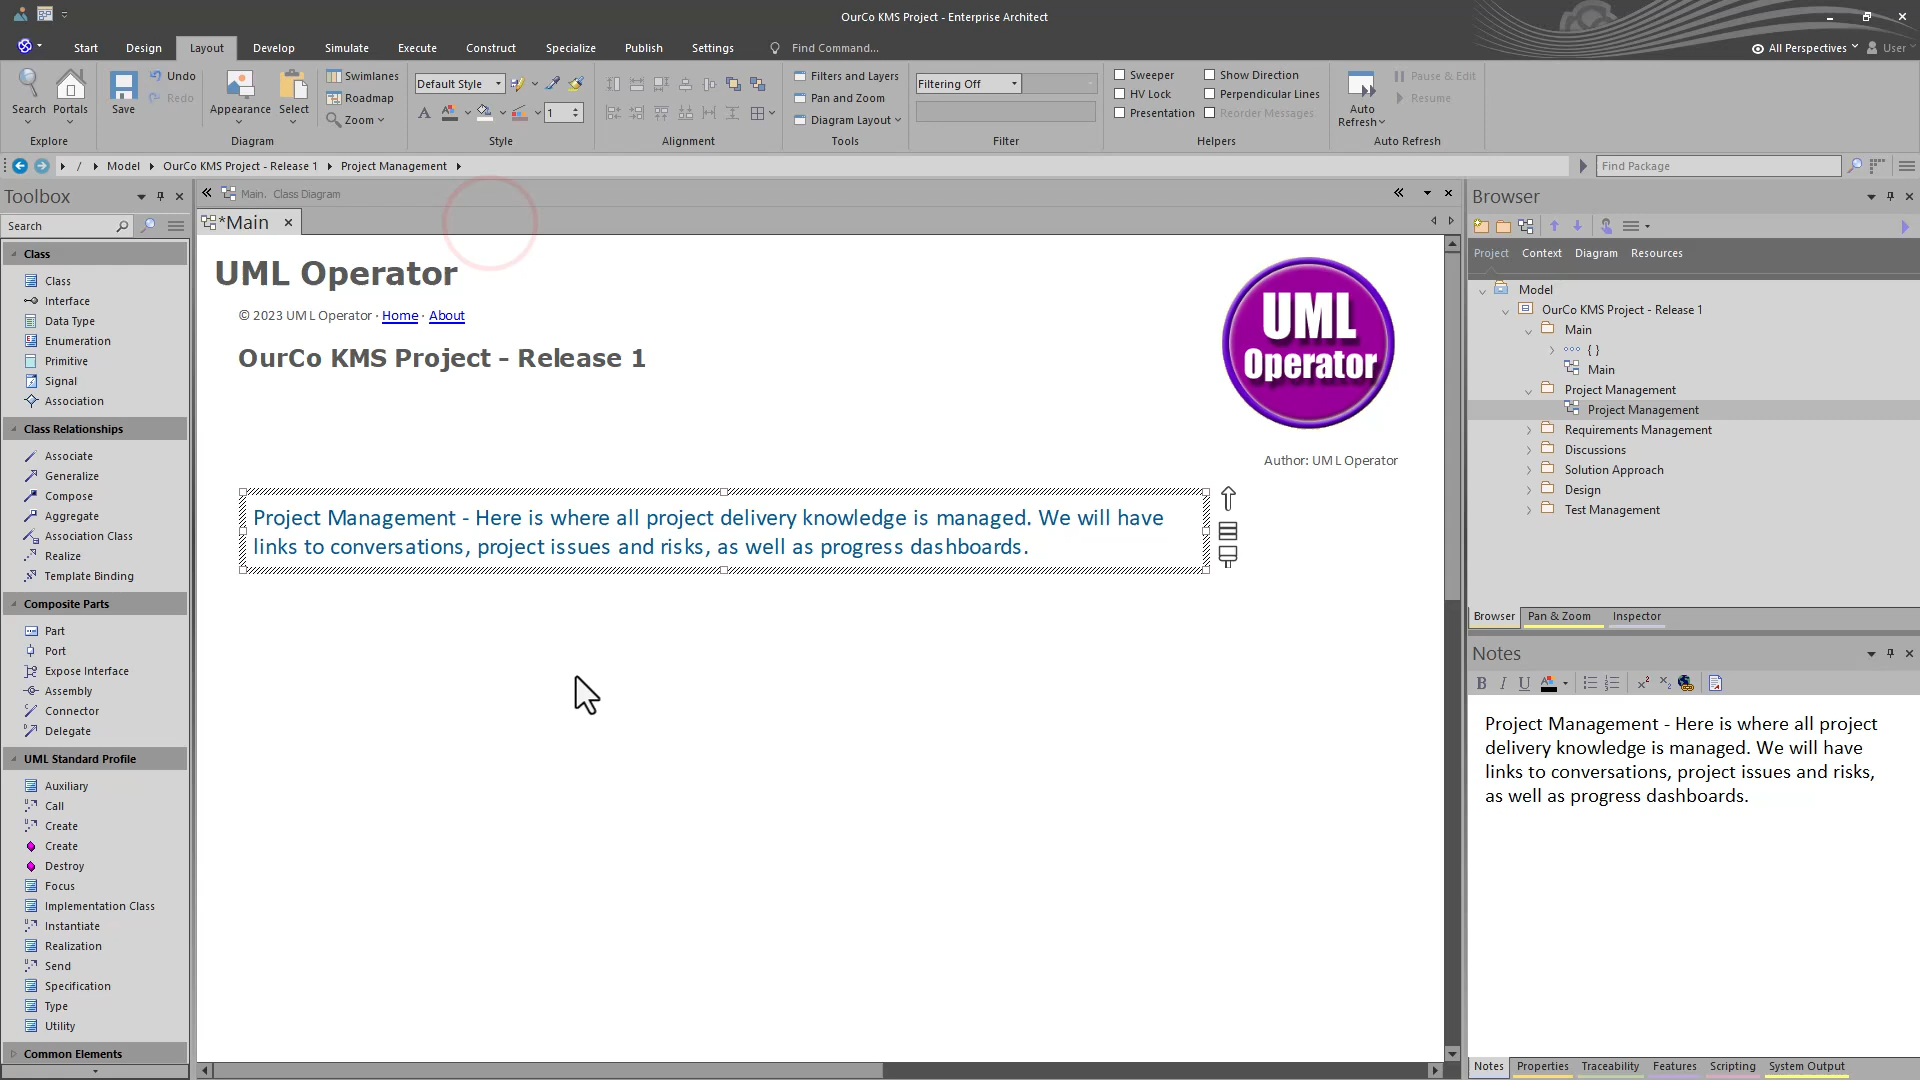 OurCo KMS Project - Enterprise Architect
Start Design Layout Develop Simulate Execute Construct Specialize Publish Settings Find Command... All Perspectives User
Search Portals Explore
Save Undo Redo Appearance Select Swimlanes Roadmap Zoom Diagram
Default Style 1 Style
Alignment
Filters and Layers
Pan and Zoom
Diagram Layout
Tools
Filtering Off
Filter
Sweeper Show Direction
HV Lock Perpendicular Lines
Presentation Reorder Messages
Helpers
Auto Refresh Pause & Edit
Resume
Auto Refresh
/ Model OurCo KMS Project - Release 1 Project Management Find Package
Toolbox
Search
Class
Class
Interface
Data Type
Enumeration
Primitive
Signal
Association
Class Relationships
Associate
Generalize
Compose
Aggregate
Association Class
Realize
Template Binding
Composite Parts
Part
Port
Expose Interface
Assembly
Connector
Delegate
UML Standard Profile
Auxiliary
Call
Create
Create
Destroy
Focus
Implementation Class
Instantiate
Realization
Send
Specification
Type
Utility
Common Elements
Main. Class Diagram
*Main
UML Operator
© 2023 UML Operator · Home · About
OurCo KMS Project - Release 1
UML
Operator
Author: UML Operator
Project Management - Here is where all project delivery knowledge is managed. We will have
links to conversations, project issues and risks, as well as progress dashboards.
Browser
Project Context Diagram Resources
Model
OurCo KMS Project - Release 1
Main
{ }
Main
Project Management
Project Management
Requirements Management
Discussions
Solution Approach
Design
Test Management
Browser Pan & Zoom Inspector
Notes
B I U A
Project Management - Here is where all project
delivery knowledge is managed. We will have
links to conversations, project issues and risks,
as well as progress dashboards.
Notes Properties Traceability Features Scripting System Output